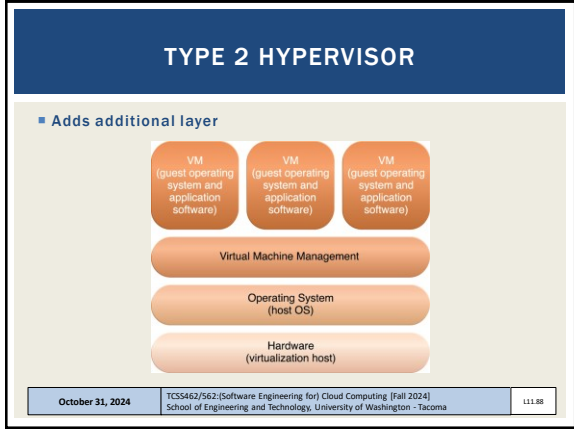 TYPE 2 HYPERVISOR
Adds additional layer
VM
(guest operating
system and
application
software)
VM
(guest operating
system and
application
software)
VM
(guest operating
system and
application
software)
Virtual Machine Management
Operating System
(host OS)
Hardware
(virtualization host)
October 31, 2024
TCSS462/562:(Software Engineering for) Cloud Computing [Fall 2024]
School of Engineering and Technology, University of Washington - Tacoma
L11.88